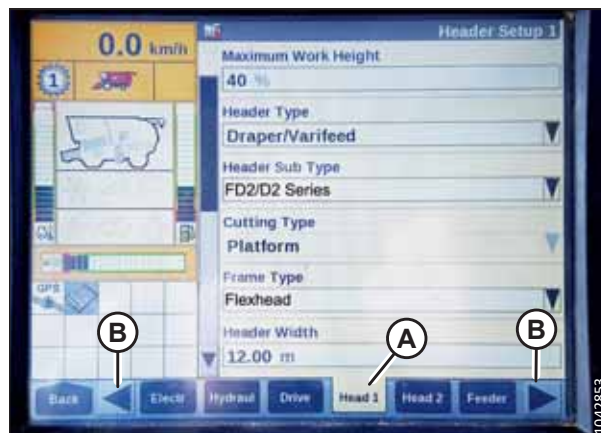 0.0 km/h
Header Setup 1
Maximum Work Height
40 %
1
Header Type
Draper/Varifeed
Header Sub Type
FD2/D2 Series
Cutting Type
Platform
Frame Type
Flexhead
GPS
Header Width
12.00 m
B
A
B
Back
Electr
Hydraul
Drive
Head 1
Head 2
Feeder
1042853